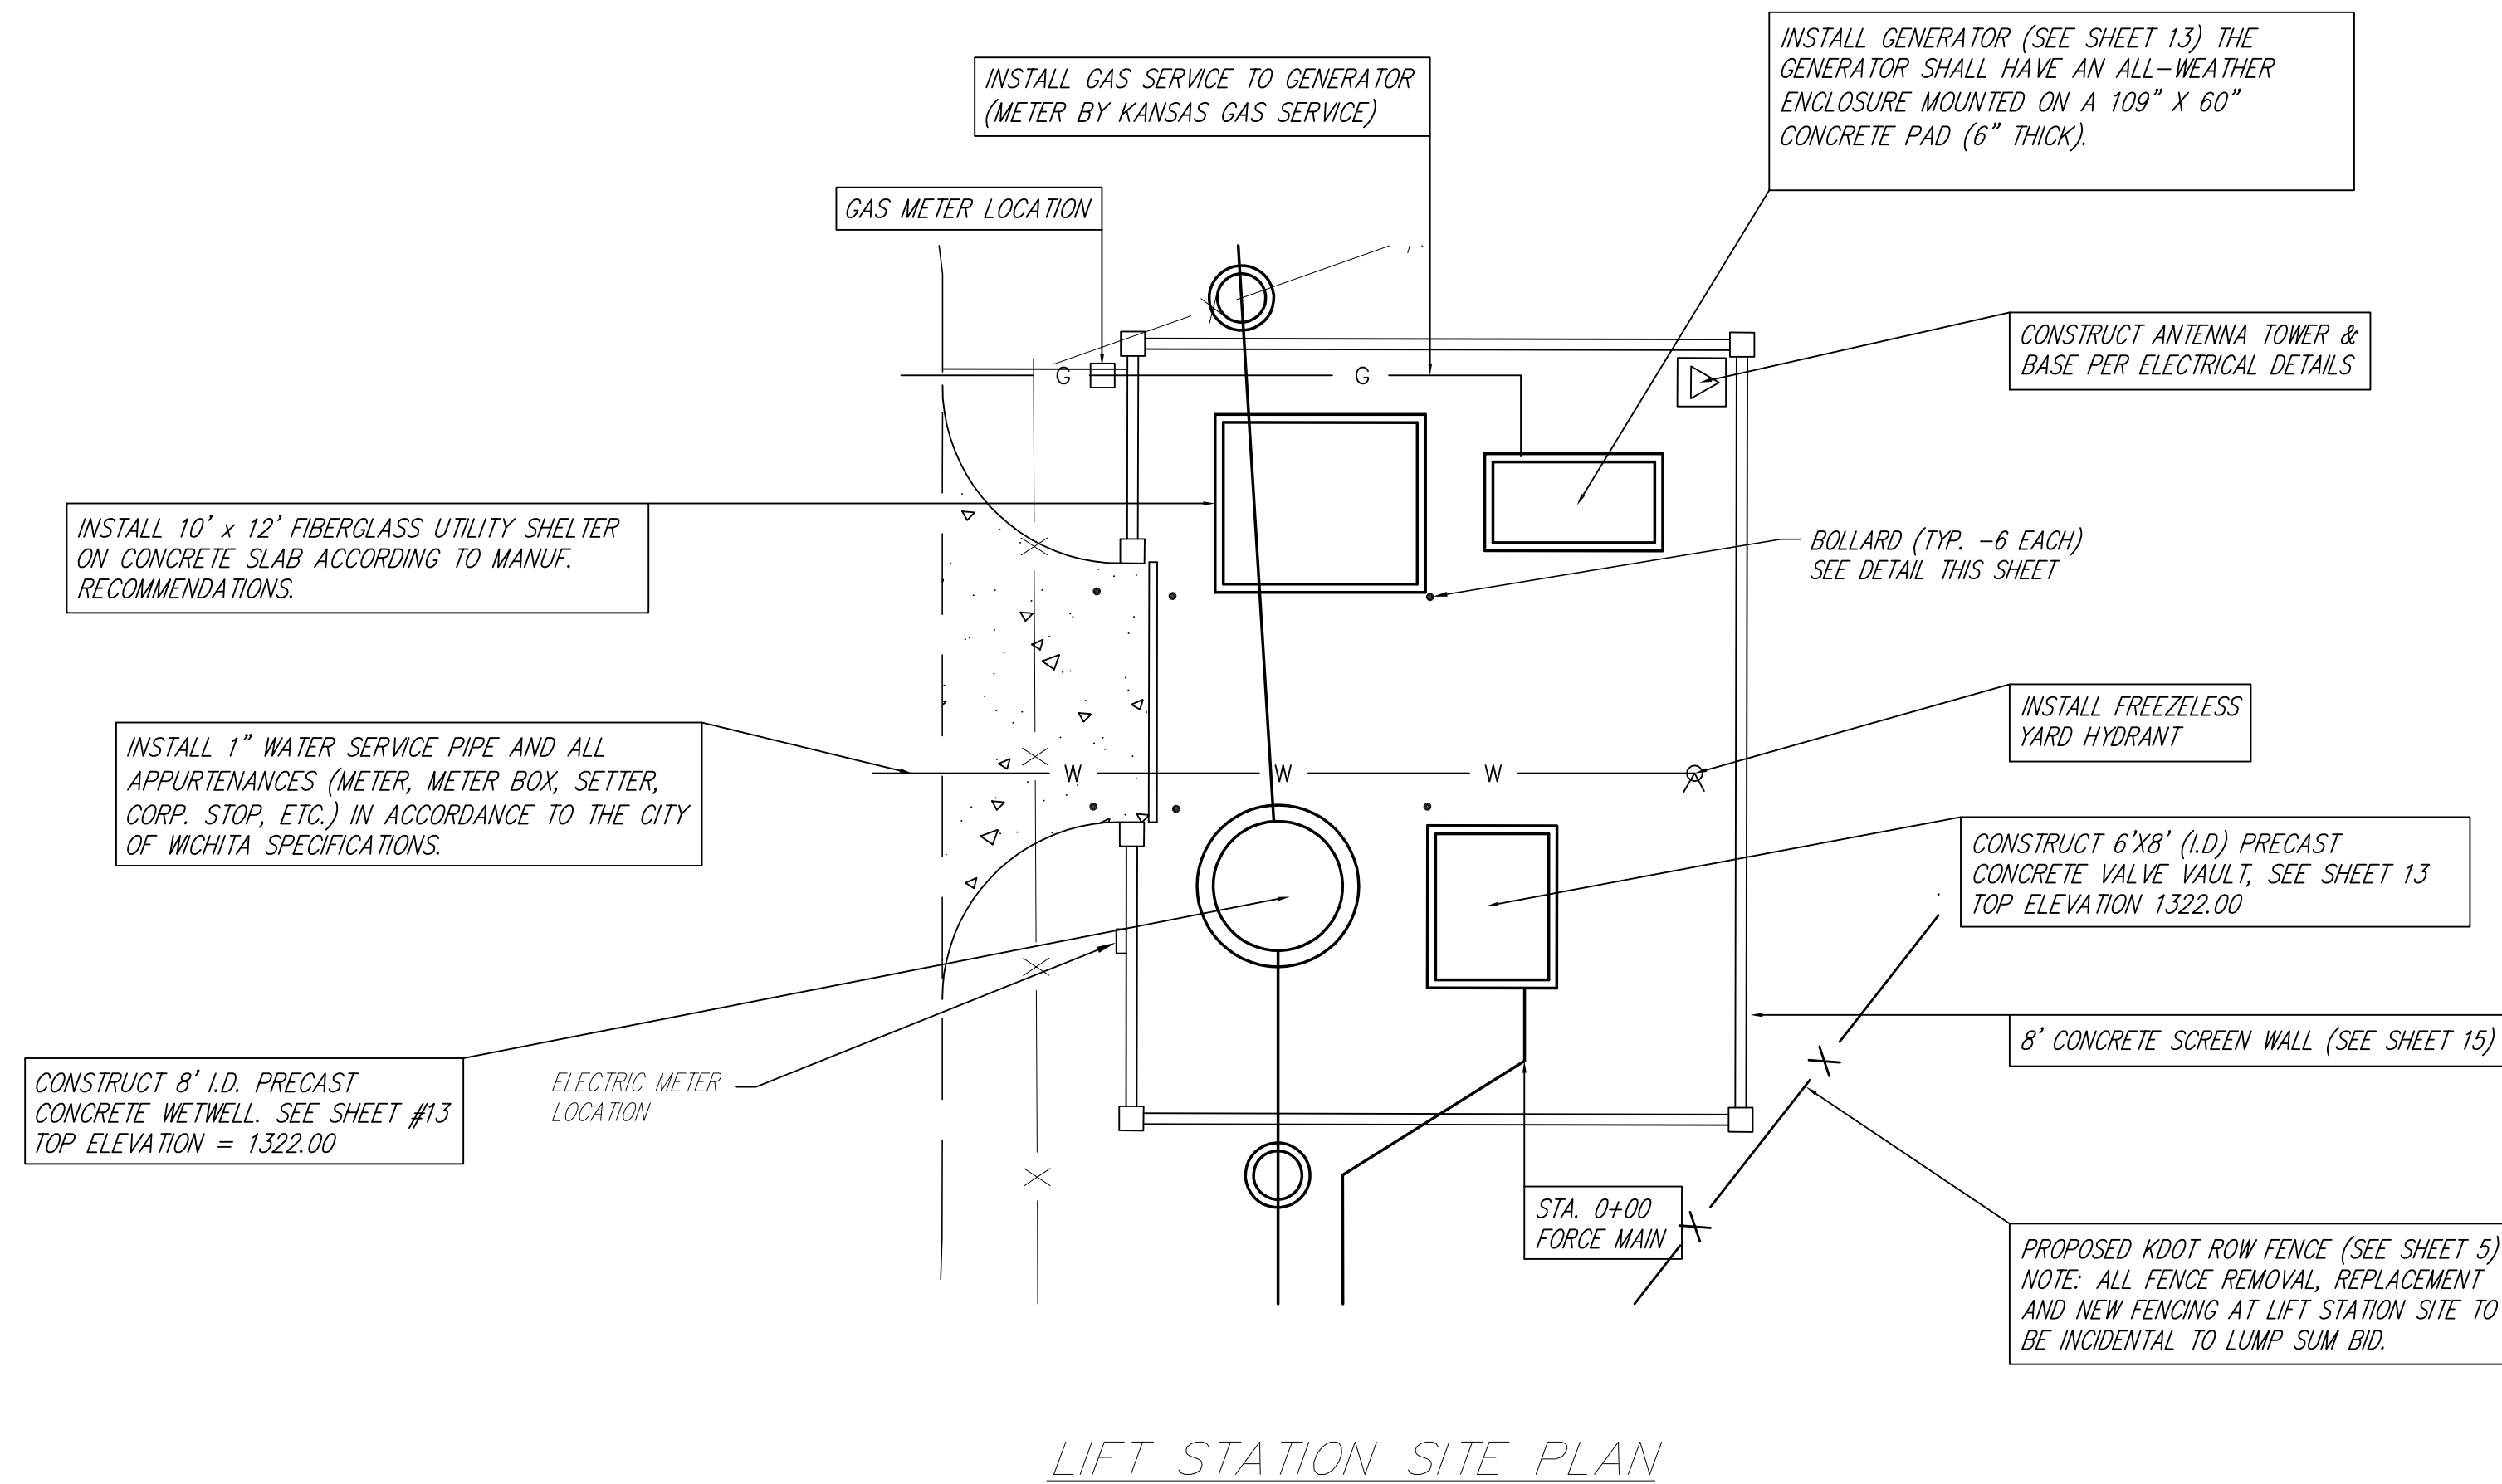 INSTALL GENERATOR (SEE SHEET 13) THE
GENERATOR SHALL HAVE AN ALL-WEATHER
ENCLOSURE MOUNTED ON A 109" X 60"
CONCRETE PAD (6" THICK).
INSTALL GAS SERVICE TO GENERATOR
(METER BY KANSAS GAS SERVICE)
GAS METER LOCATION
CONSTRUCT ANTENNA TOWER &
BASE PER ELECTRICAL DETAILS
G
G
INSTALL 10' x 12' FIBERGLASS UTILITY SHELTER
ON CONCRETE SLAB ACCORDING TO MANUF.
RECOMMENDATIONS.
BOLLARD (TYP. -6 EACH)
SEE DETAIL THIS SHEET
INSTALL FREEZELESS
YARD HYDRANT
INSTALL 1" WATER SERVICE PIPE AND ALL
APPURTENANCES (METER, METER BOX, SETTER,
CORP. STOP, ETC.) IN ACCORDANCE TO THE CITY
OF WICHITA SPECIFICATIONS.
W
W
W
CONSTRUCT 6'X8' (I.D) PRECAST
CONCRETE VALVE VAULT, SEE SHEET 13
TOP ELEVATION 1322.00
8' CONCRETE SCREEN WALL (SEE SHEET 15)
CONSTRUCT 8' I.D. PRECAST
CONCRETE WETWELL. SEE SHEET #13
TOP ELEVATION = 1322.00
ELECTRIC METER
LOCATION
STA. 0+00
FORCE MAIN
PROPOSED KDOT ROW FENCE (SEE SHEET 5)
NOTE: ALL FENCE REMOVAL, REPLACEMENT
AND NEW FENCING AT LIFT STATION SITE TO
BE INCIDENTAL TO LUMP SUM BID.
LIFT STATION SITE PLAN